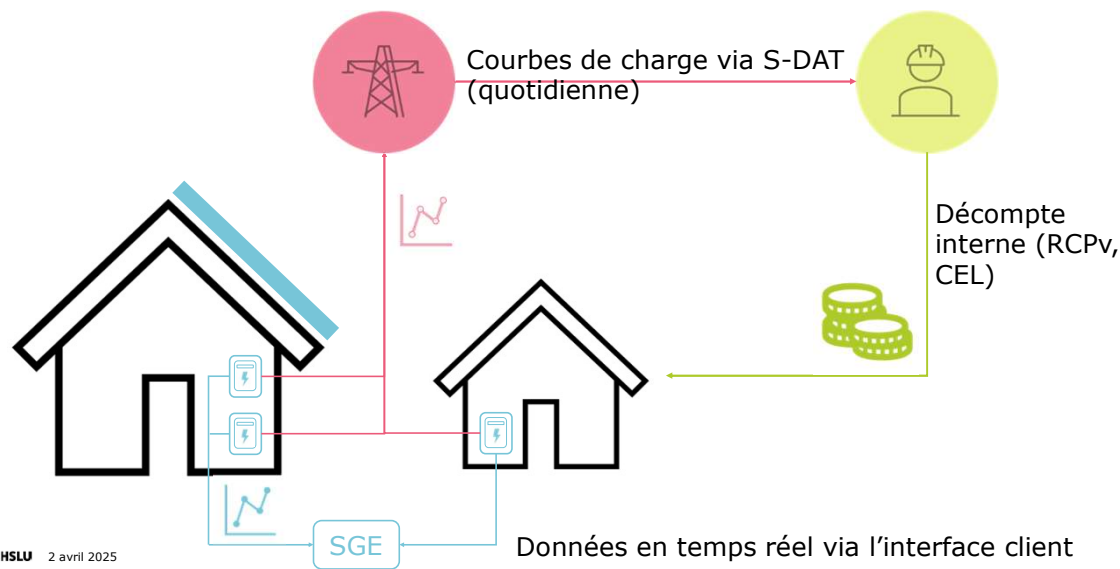 Courbes de charge via S-DAT
(quotidienne)
Décompte
interne (RCPv,
CEL)
SGE
Données en temps réel via l’interface client
HSLU 2 avril 2025